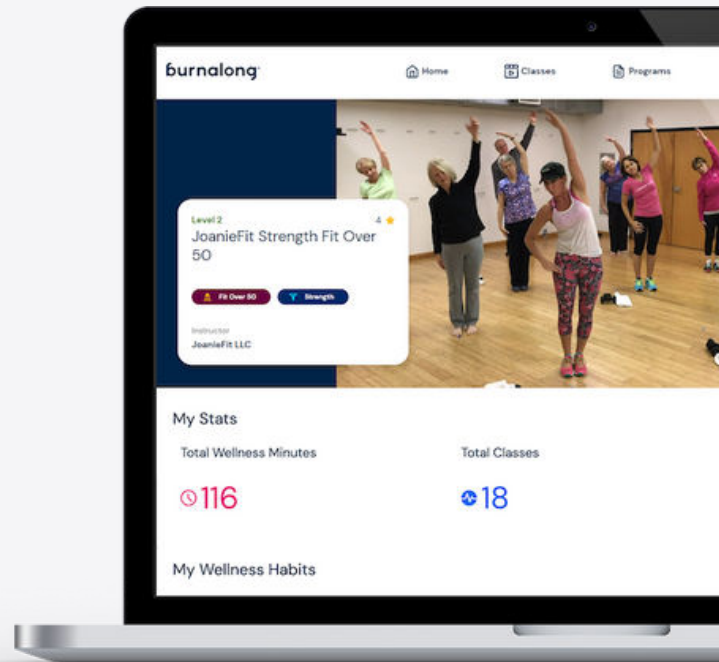 burnalong
Home
Classes
Programs
Level 2
4
JoanieFit Strength Fit Over
50
Fit Over 50
Strength
Instructor
JoanieFit LLC
My Stats
Total Wellness Minutes
Total Classes
116
18
My Wellness Habits